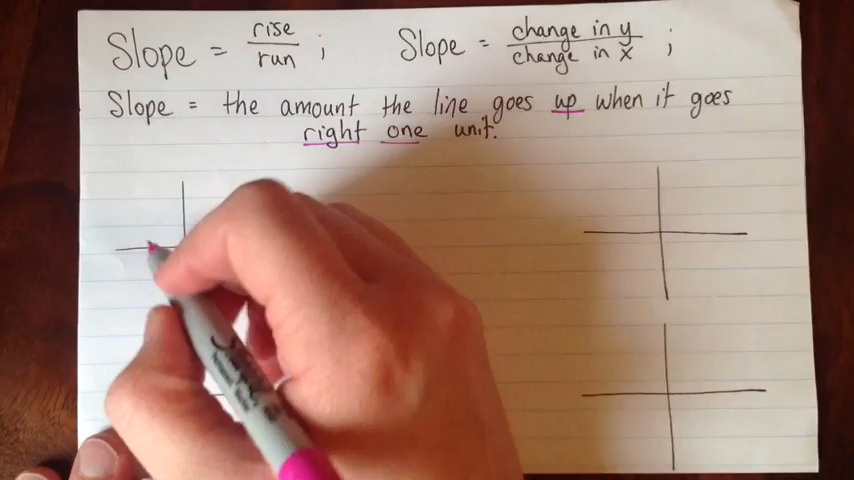 Slope = rise/run ; Slope = change in y/change in x ;
Slope = the amount the line goes up when it goes
right one unit.